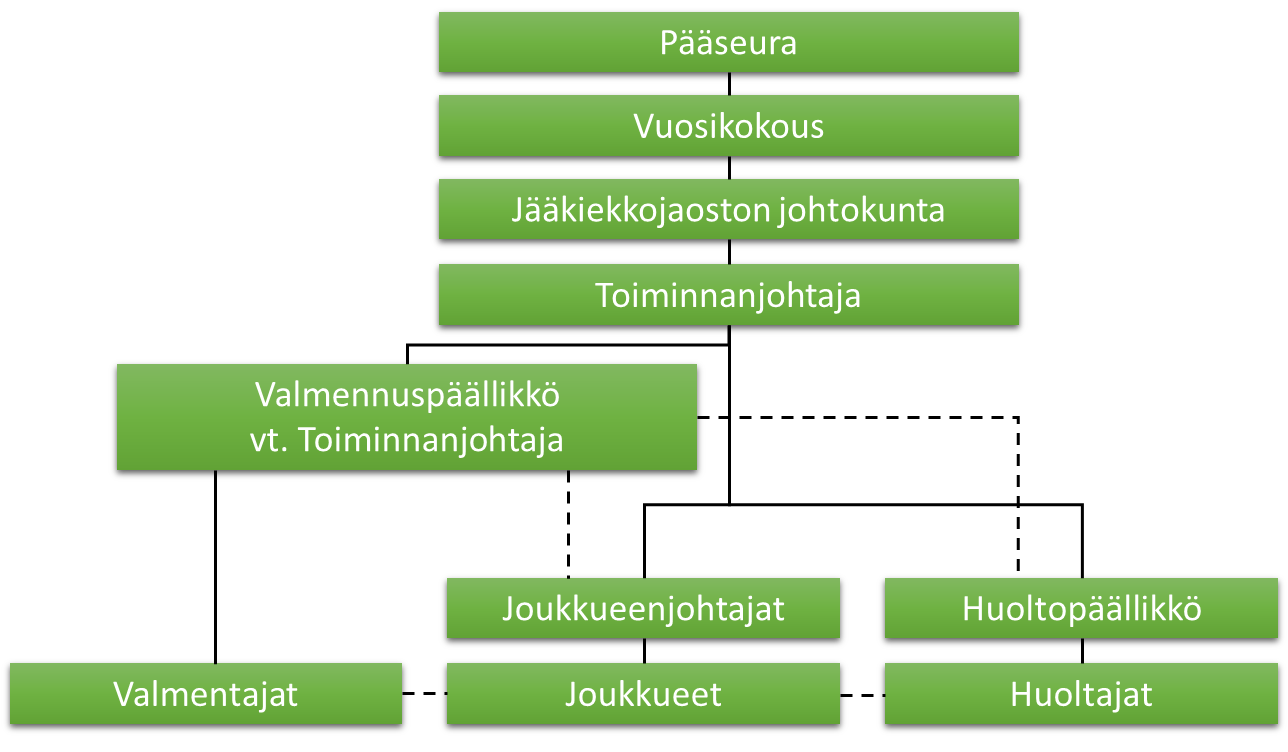 Pääseura
Vuosikokous
Jääkiekkojaoston johtokunta
Toiminnanjohtaja
Valmennuspäällikkö
vt. Toiminnanjohtaja
Joukkueenjohtajat
Huoltopäällikkö
Valmentajat
Joukkueet
Huoltajat